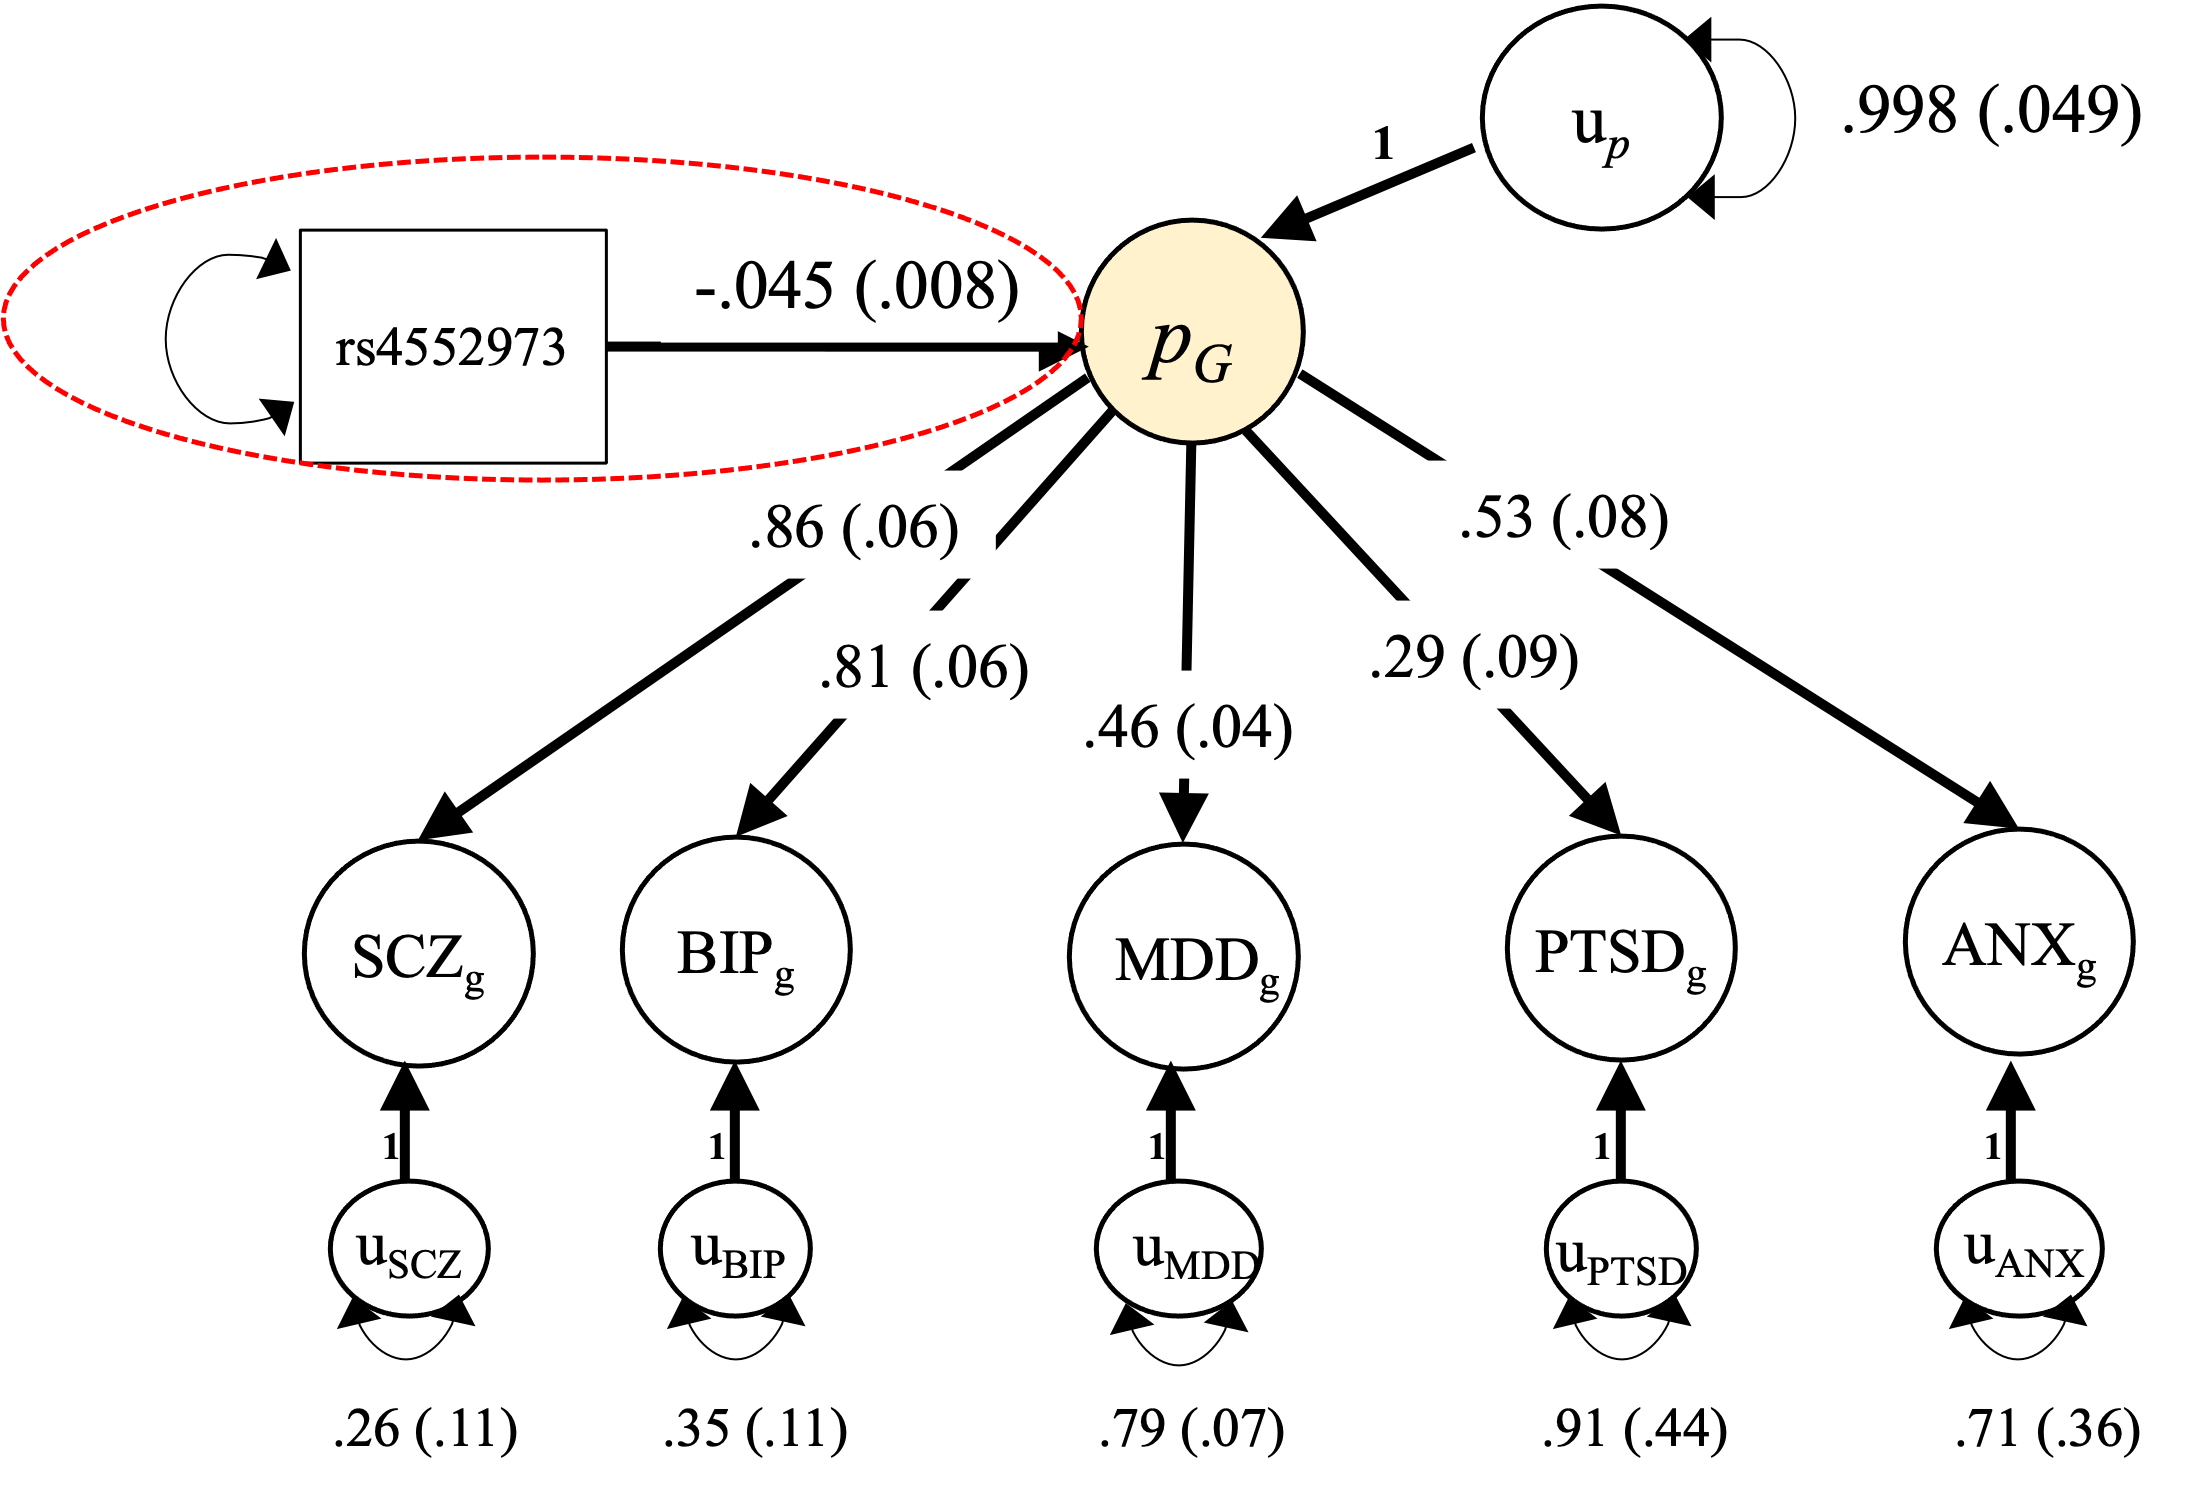 u_p
.998 (.049)
1
rs4552973
-.045 (.008)
p_G
.86 (.06)
.81 (.06)
.46 (.04)
.29 (.09)
.53 (.08)
SCZ_g
BIP_g
MDD_g
PTSD_g
ANX_g
1
1
1
1
1
u_SCZ
u_BIP
u_MDD
u_PTSD
u_ANX
.26 (.11)
.35 (.11)
.79 (.07)
.91 (.44)
.71 (.36)